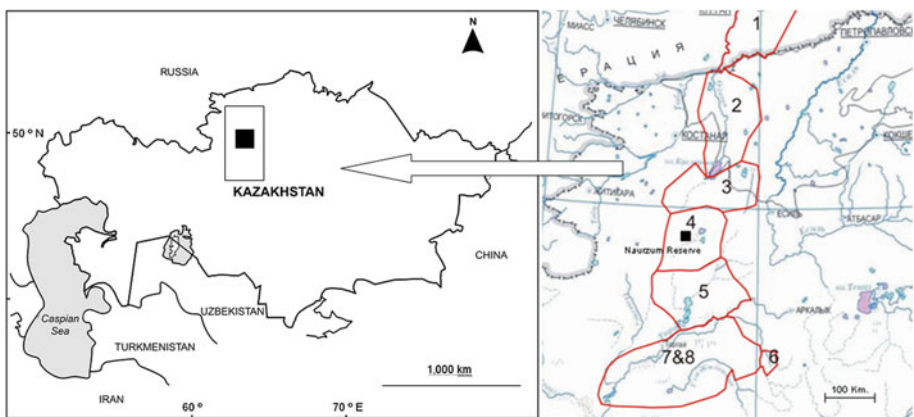 N
RUSSIA
50 º N
KAZAKHSTAN
CHINA
Caspian
Sea
UZBEKISTAN
TURKMENISTAN
1,000 km
IRAN
60 º
70 º E
1
МИАСС
ЧЕЛЯБИНСК
ПЕТРОПАВЛОВСК
ЕРАЦИЯ
2
КОСТАНАЙ
КОКШЕ
3
ЖИТИКАРА
ЕСИЛЬ
АТБАСАР
4
Naurzum Reserve
5
АРКАЛЫК
7&8
6
100 Km.